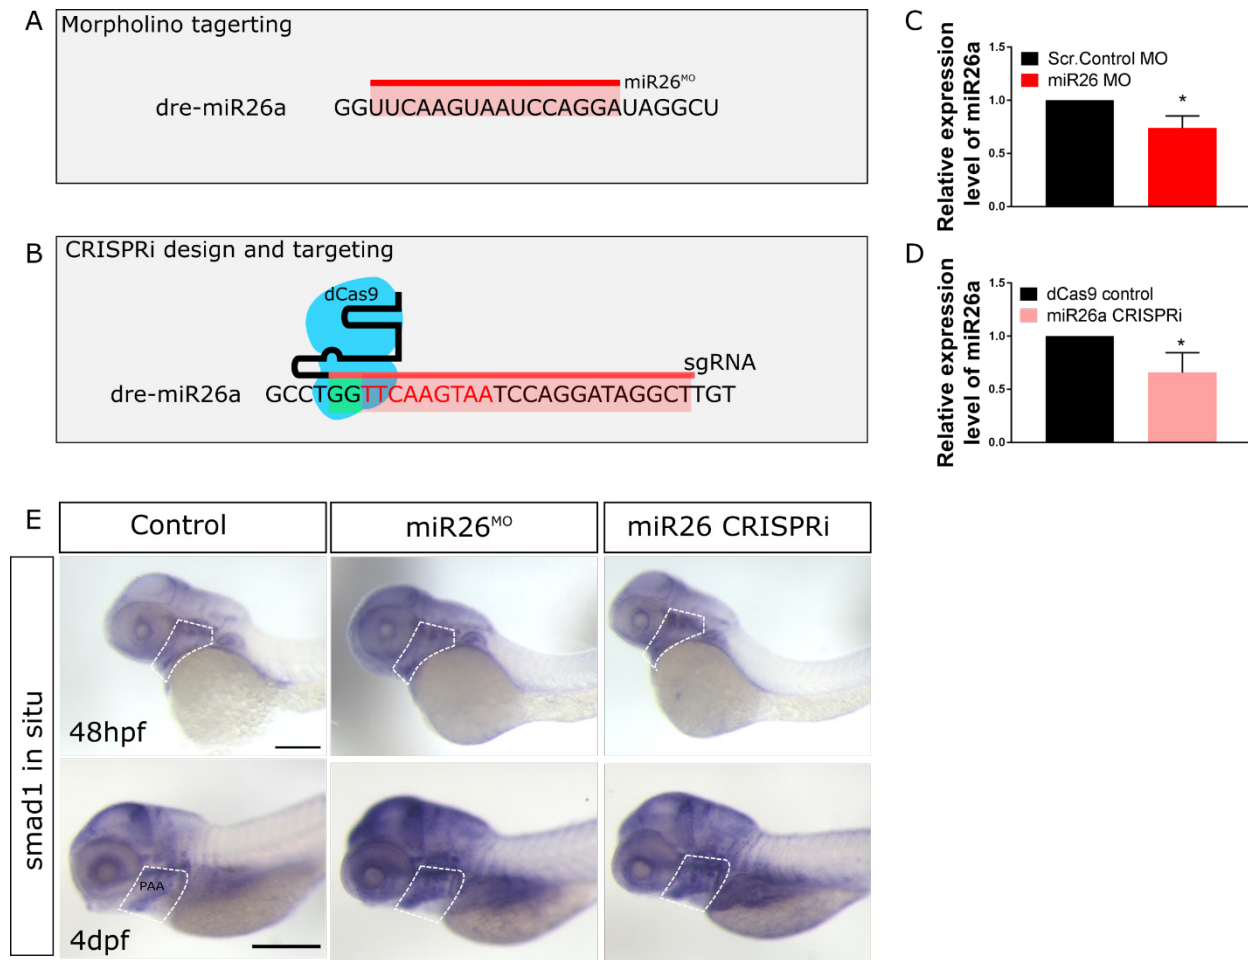 A
Morpholino tagerting
miR26ᴹᴼ
dre-miR26a GGUUCAAGUAAUCCAGGAUAGGCU
C
Relative expression
level of miR26a
1.5
1.0
0.5
0.0
Scr.Control MO
miR26 MO
*
B
CRISPRi design and targeting
dCas9
sgRNA
dre-miR26a GCCTGGTTCAAGTAATCCAGGATAGGCTTGT
D
Relative expression
level of miR26a
1.5
1.0
0.5
0.0
dCas9 control
miR26a CRISPRi
*
E
Control
miR26ᴹᴼ
miR26 CRISPRi
smad1 in situ
48hpf
PAA
4dpf